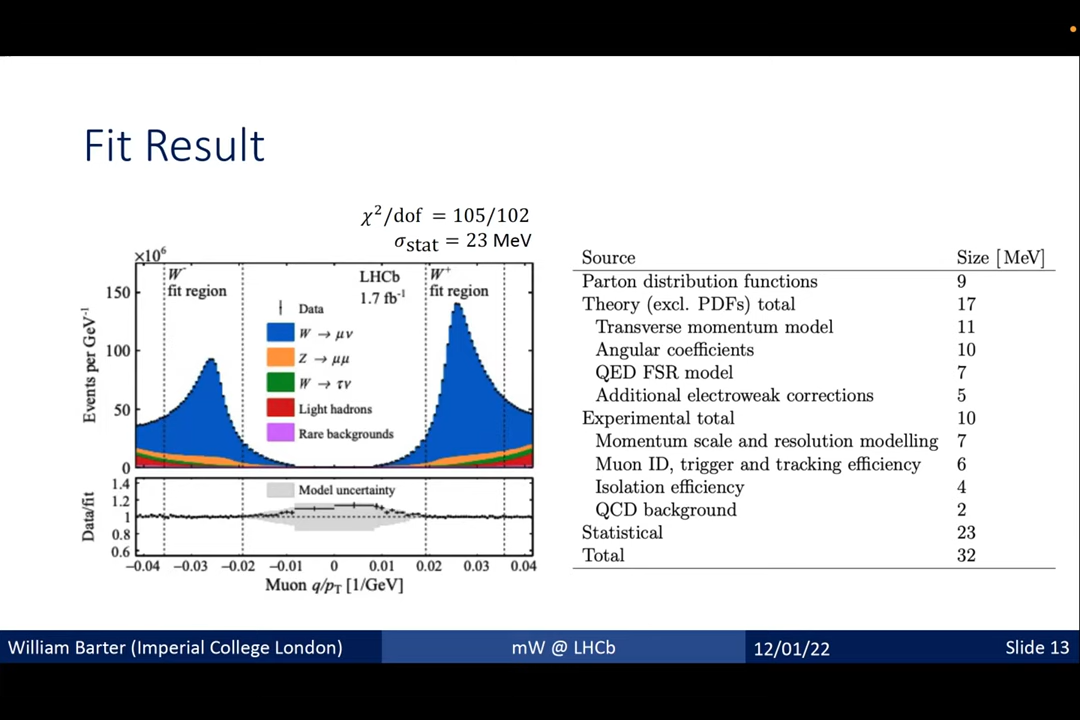 Fit Result
χ²/dof = 105/102
σstat = 23 MeV
×10⁶
W⁻
fit region
LHCb
1.7 fb⁻¹
W⁺
fit region
Data
W → μν
Z → μμ
W → τν
Light hadrons
Rare backgrounds
150
100
50
0
Events per GeV⁻¹
Model uncertainty
1.4
1.2
1
0.8
0.6
Data/fit
−0.04 −0.03 −0.02 −0.01 0 0.01 0.02 0.03 0.04
Muon q/pT [1/GeV]
Source Size [MeV]
Parton distribution functions 9
Theory (excl. PDFs) total 17
Transverse momentum model 11
Angular coefficients 10
QED FSR model 7
Additional electroweak corrections 5
Experimental total 10
Momentum scale and resolution modelling 7
Muon ID, trigger and tracking efficiency 6
Isolation efficiency 4
QCD background 2
Statistical 23
Total 32
William Barter (Imperial College London) mW @ LHCb 12/01/22 Slide 13